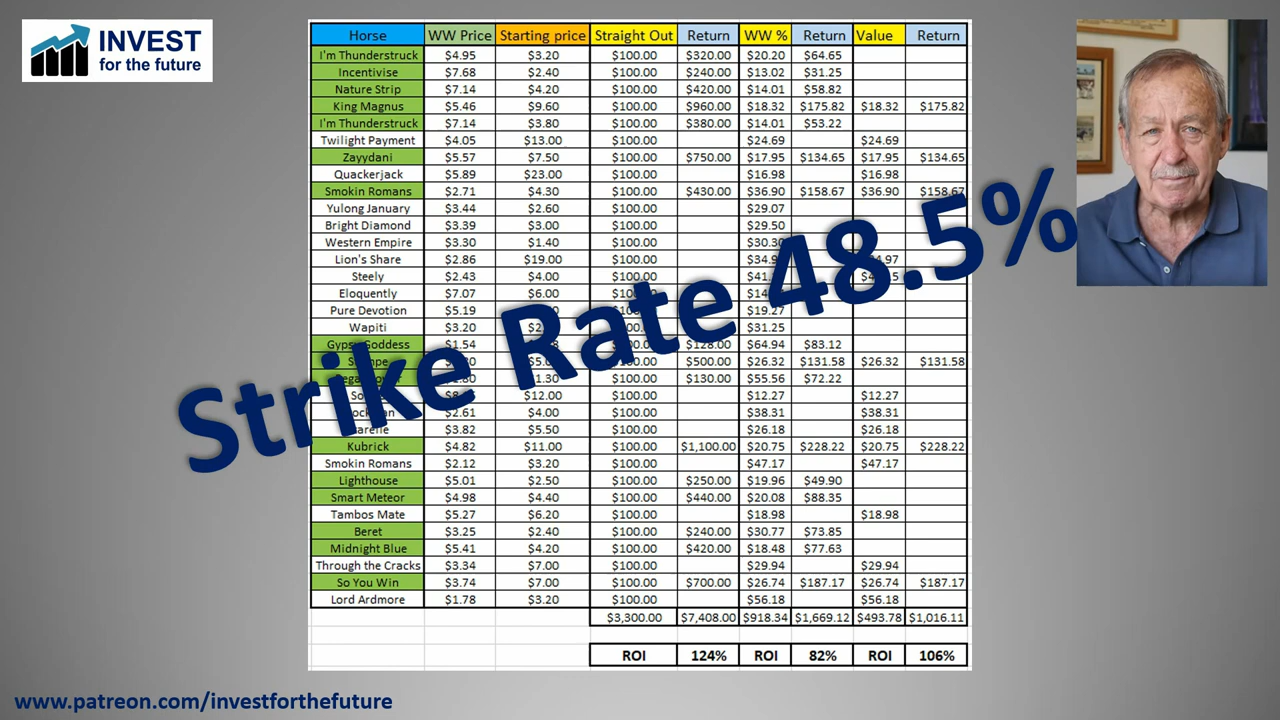 INVEST
for the future
Horse WW Price Starting price Straight Out Return WW % Return Value Return
I'm Thunderstruck $4.95 $3.20 $100.00 $320.00 $20.20 $64.65
Incentivise $7.68 $2.40 $100.00 $240.00 $13.02 $31.25
Nature Strip $7.14 $4.20 $100.00 $420.00 $14.01 $58.82
King Magnus $5.46 $9.60 $100.00 $960.00 $18.32 $175.82 $18.32 $175.82
I'm Thunderstruck $7.14 $3.80 $100.00 $380.00 $14.01 $53.22
Twilight Payment $4.05 $13.00 $100.00 $24.69 $24.69
Zayydani $5.57 $7.50 $100.00 $750.00 $17.95 $134.65 $17.95 $134.65
Quackerjack $5.89 $23.00 $100.00 $16.98 $16.98
Smokin Romans $2.71 $4.30 $100.00 $430.00 $36.90 $158.67 $36.90 $158.67
Yulong January $3.44 $2.60 $100.00 $29.07
Bright Diamond $3.39 $3.00 $100.00 $29.50
Western Empire $3.30 $1.40 $100.00 $30.30
Lion's Share $2.86 $19.00 $100.00
Steely $2.43 $4.00 $100.00
Eloquently $7.07 $6.00
Pure Devotion $5.19 $19.27
Wapiti $3.20 $31.25
Gypsy Goddess $1.54 $128.00 $64.94 $83.12
$100.00 $500.00 $26.32 $131.58 $26.32 $131.58
$1.30 $100.00 $130.00 $55.56 $72.22
$12.00 $100.00 $12.27 $12.27
$2.61 $4.00 $100.00 $38.31 $38.31
$3.82 $5.50 $100.00 $26.18 $26.18
Kubrick $4.82 $11.00 $100.00 $1,100.00 $20.75 $228.22 $20.75 $228.22
Smokin Romans $2.12 $3.20 $100.00 $47.17 $47.17
Lighthouse $5.01 $2.50 $100.00 $250.00 $19.96 $49.90
Smart Meteor $4.98 $4.40 $100.00 $440.00 $20.08 $88.35
Tambos Mate $5.27 $6.20 $100.00 $18.98 $18.98
Beret $3.25 $2.40 $100.00 $240.00 $30.77 $73.85
Midnight Blue $5.41 $4.20 $100.00 $420.00 $18.48 $77.63
Through the Cracks $3.34 $7.00 $100.00 $29.94 $29.94
So You Win $3.74 $7.00 $100.00 $700.00 $26.74 $187.17 $26.74 $187.17
Lord Ardmore $1.78 $3.20 $100.00 $56.18 $56.18
$3,300.00 $7,408.00 $918.34 $1,669.12 $493.78 $1,016.11
ROI 124% ROI 82% ROI 106%
Strike Rate 48.5%
www.patreon.com/investforthefuture